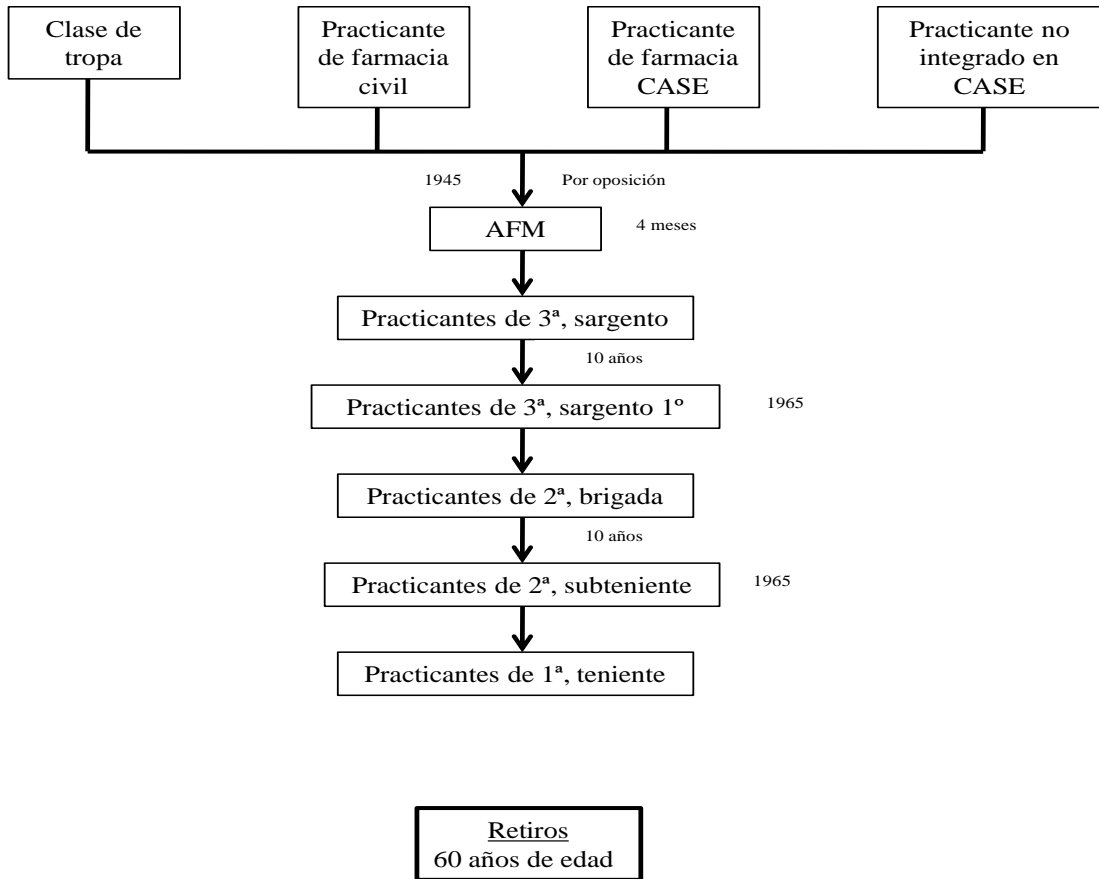 Clase de
tropa
Practicante
de farmacia
civil
Practicante
de farmacia
CASE
Practicante no
integrado en
CASE
1945
Por oposición
AFM
4 meses
Practicantes de 3ª, sargento
10 años
Practicantes de 3ª, sargento 1º
1965
Practicantes de 2ª, brigada
10 años
Practicantes de 2ª, subteniente
1965
Practicantes de 1ª, teniente
Retiros
60 años de edad